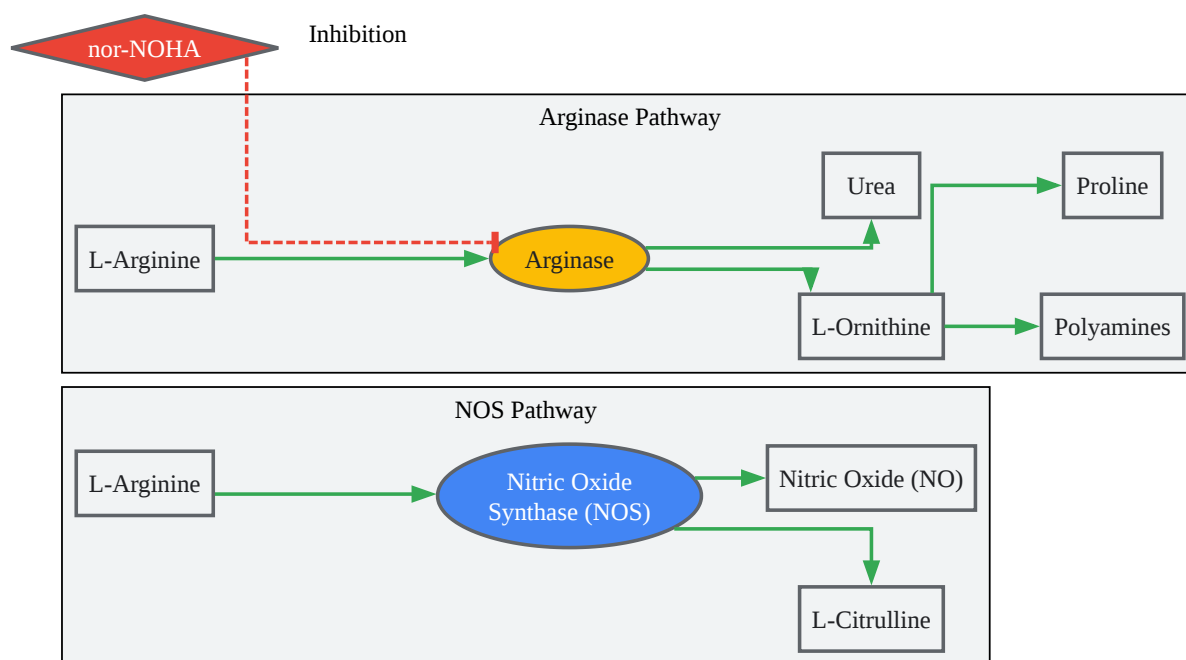 nor-NOHA
Inhibition
Arginase Pathway
Urea
Proline
L-Arginine
Arginase
L-Ornithine
Polyamines
NOS Pathway
L-Arginine
Nitric Oxide
Synthase (NOS)
Nitric Oxide (NO)
L-Citrulline